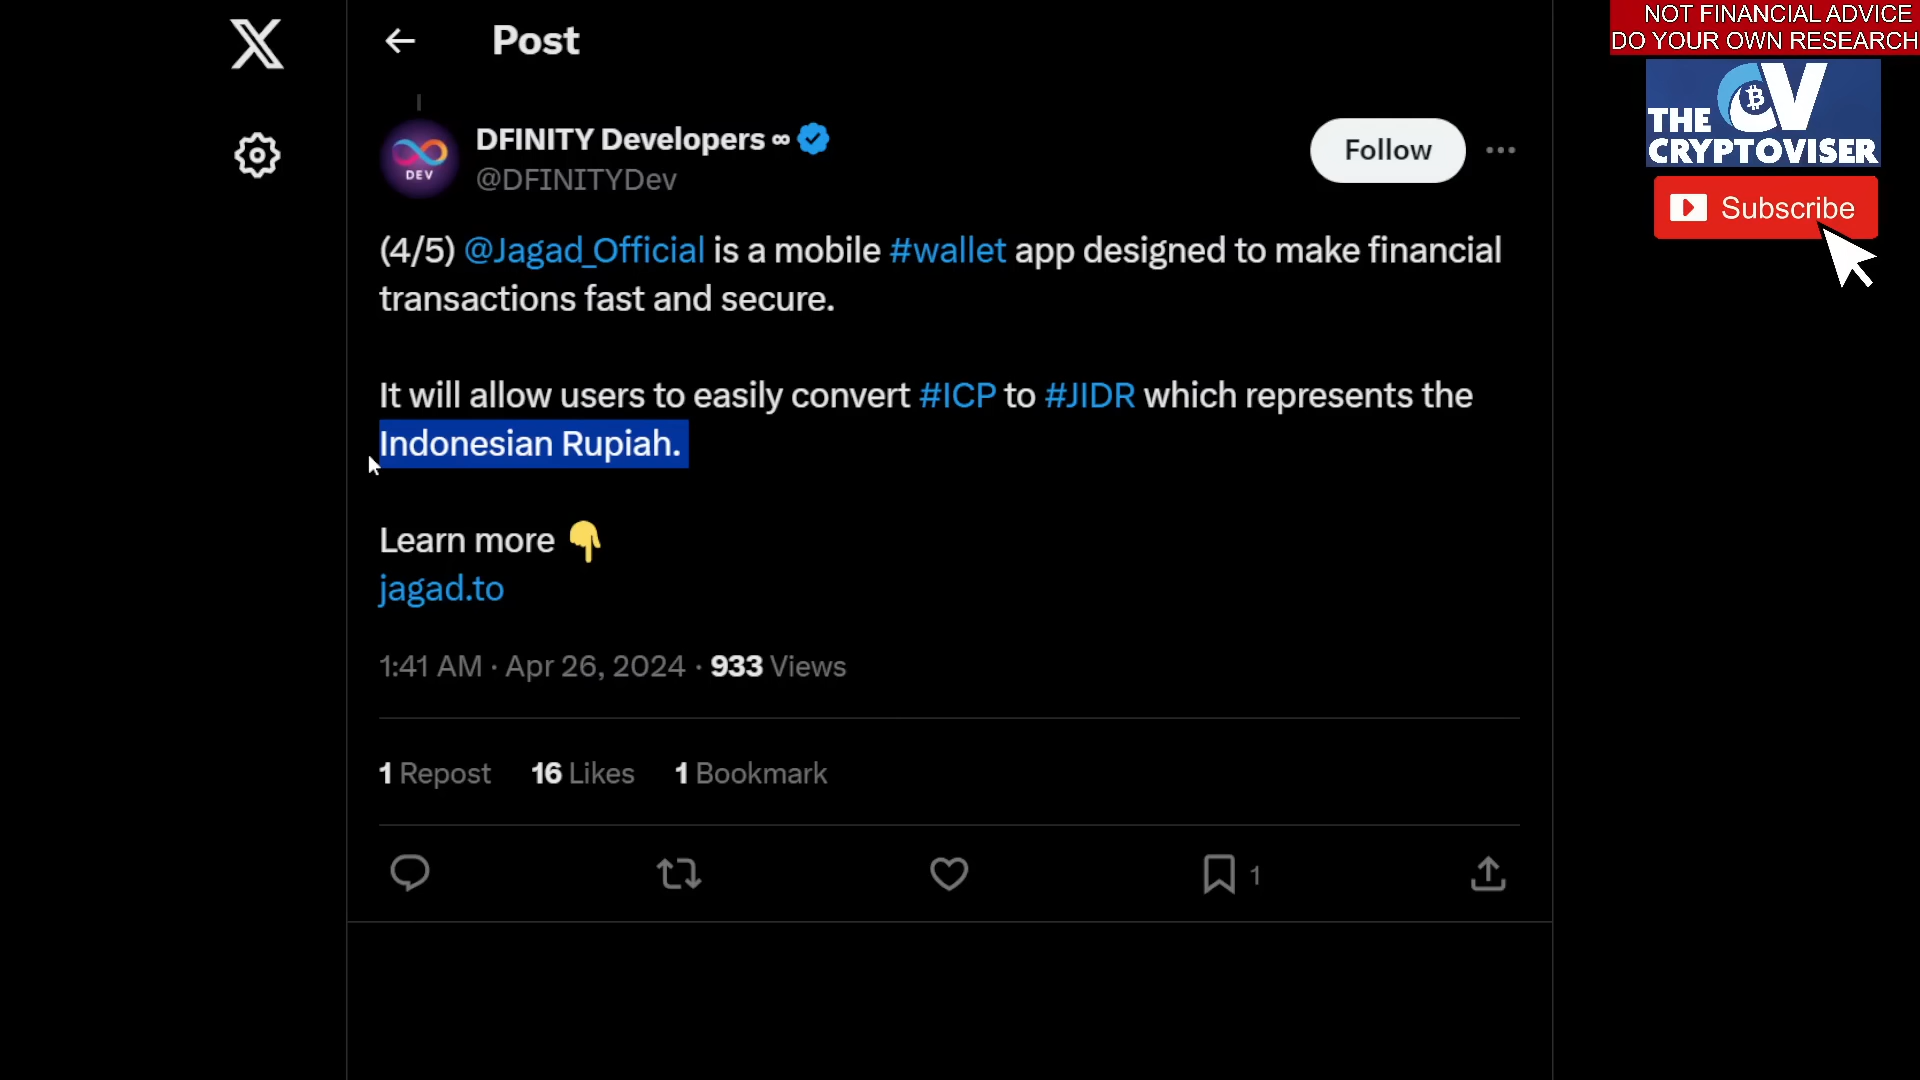 NOT FINANCIAL ADVICE
DO YOUR OWN RESEARCH
Post
THE CV
CRYPTOVISER
Subscribe
DFINITY Developers ∞
@DFINITYDev
DEV
Follow
(4/5) @Jagad_Official is a mobile #wallet app designed to make financial
transactions fast and secure.
It will allow users to easily convert #ICP to #JIDR which represents the
Indonesian Rupiah.
Learn more 👇
jagad.to
1:41 AM · Apr 26, 2024 · 933 Views
1 Repost 16 Likes 1 Bookmark
1